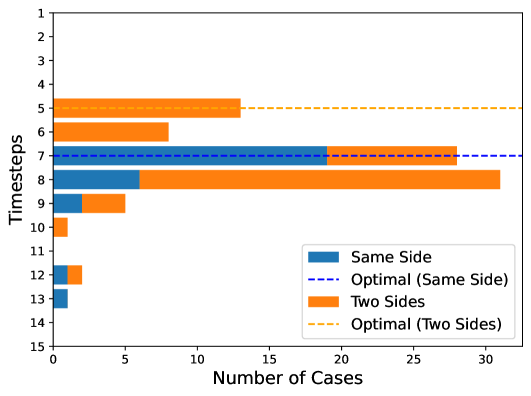 Timesteps
1
2
3
4
5
6
7
8
9
10
11
12
13
14
15
0 5 10 15 20 25 30
Number of Cases
Same Side
Optimal (Same Side)
Two Sides
Optimal (Two Sides)